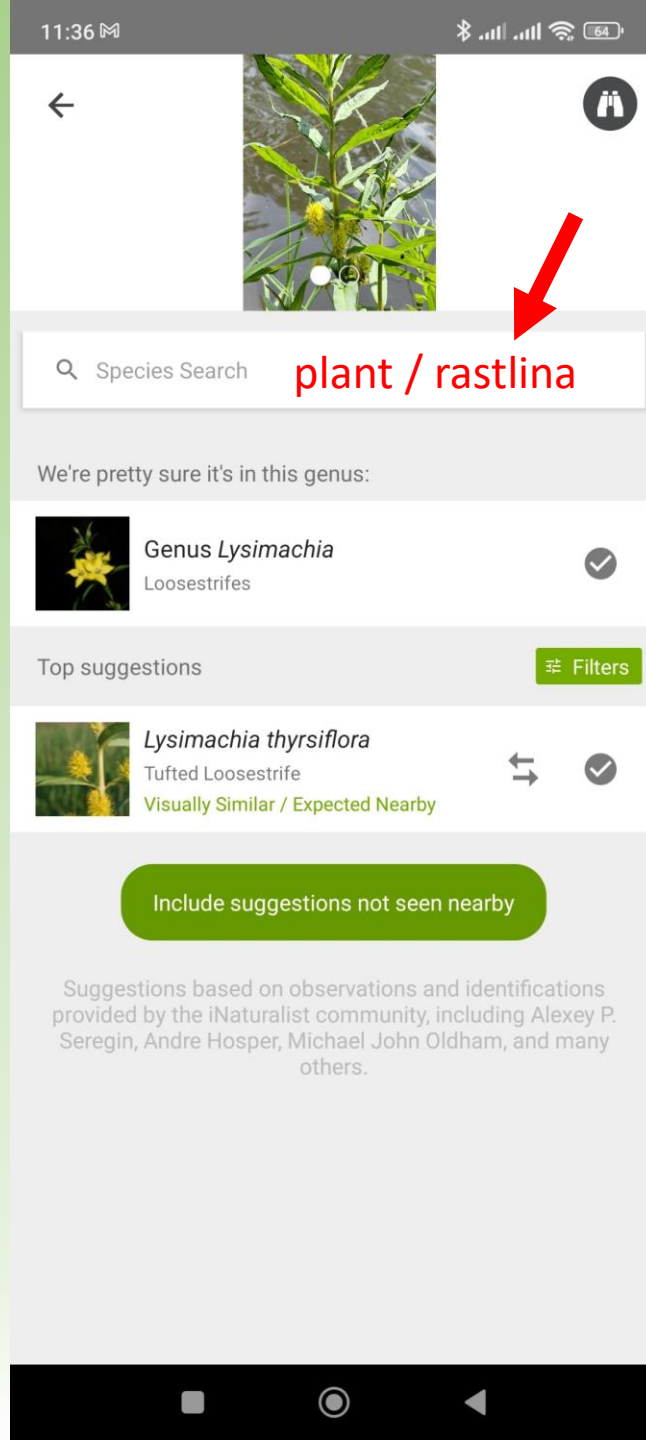 11:36
64
Species Search
plant / rastlina
We're pretty sure it's in this genus:
Genus Lysimachia
Loosestrifes
Top suggestions
Filters
Lysimachia thyrsiflora
Tufted Loosestrife
Visually Similar / Expected Nearby
Include suggestions not seen nearby
Suggestions based on observations and identifications
provided by the iNaturalist community, including Alexey P.
Seregin, Andre Hosper, Michael John Oldham, and many
others.